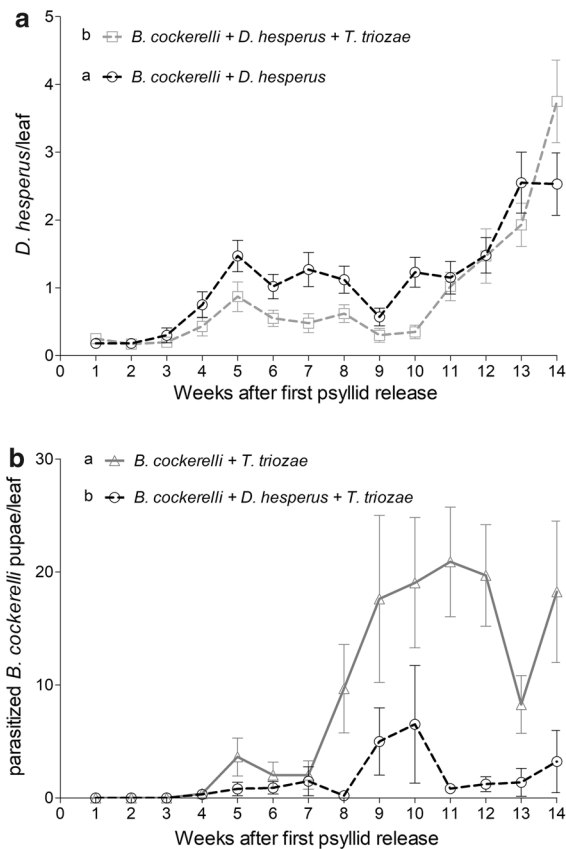 a
5
b B. cockerelli + D. hesperus + T. triozae
4
a B. cockerelli + D. hesperus
3
2
1
0
D. hesperus/leaf
0 1 2 3 4 5 6 7 8 9 10 11 12 13 14
Weeks after first psyllid release
b
30
a B. cockerelli + T. triozae
b B. cockerelli + D. hesperus + T. triozae
20
10
0
parasitized B. cockerelli pupae/leaf
0 1 2 3 4 5 6 7 8 9 10 11 12 13 14
Weeks after first psyllid release